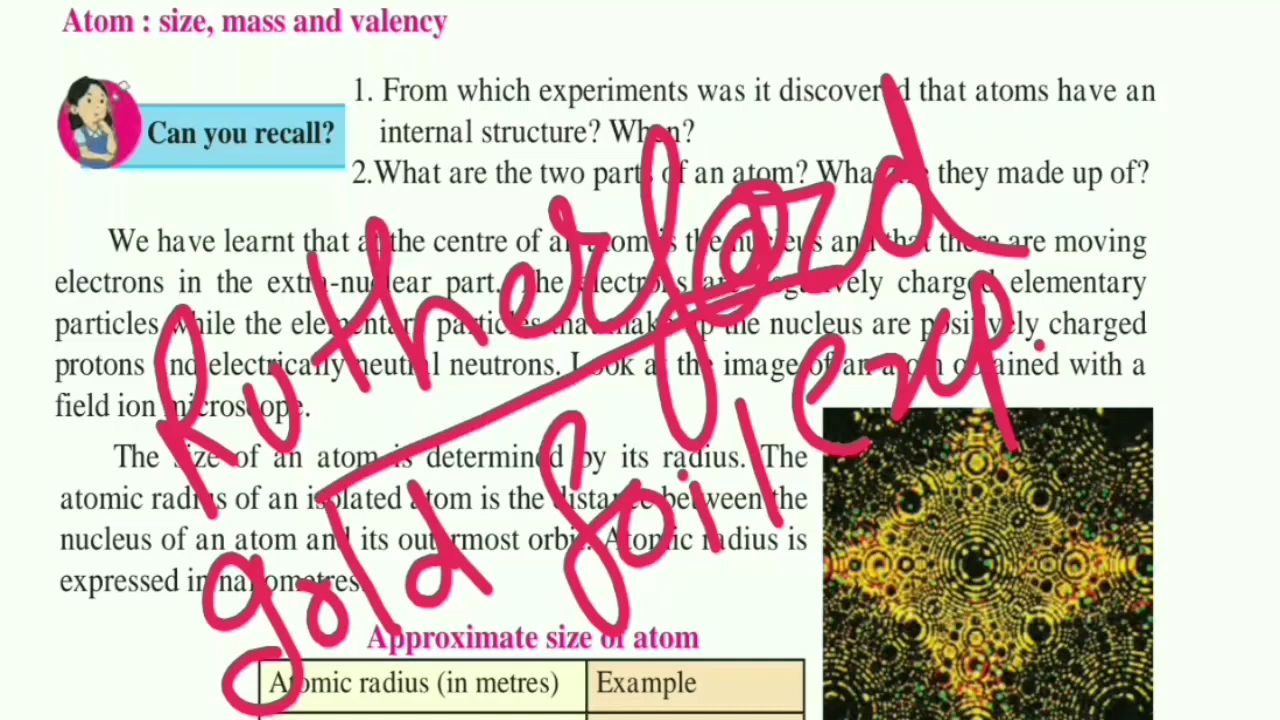 Atom : size, mass and valency
Can you recall?
1. From which experiments was it discovered that atoms have an
internal structure? When?
2.What are the two parts of an atom? What are they made up of?
We have learnt that at the centre of an atom is the nucleus and that there are moving
electrons in the extra-nuclear part. The electrons are negatively charged elementary
particles while the elementary particles that make up the nucleus are positively charged
protons and electrically neutral neutrons. Look at the image of an atom obtained with a
field ion microscope.
The size of an atom is determined by its radius. The
atomic radius of an isolated atom is the distance between the
nucleus of an atom and its outermost orbit. Atomic radius is
expressed in nanometres.
Approximate size of atom
Atomic radius (in metres) Example
Rutherford
gold foil exp.